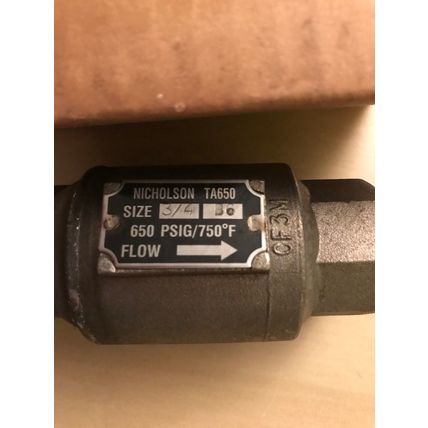 NICHOLSON TA650
SIZE 3/4
650 PSIG/750°F
FLOW
CF3M